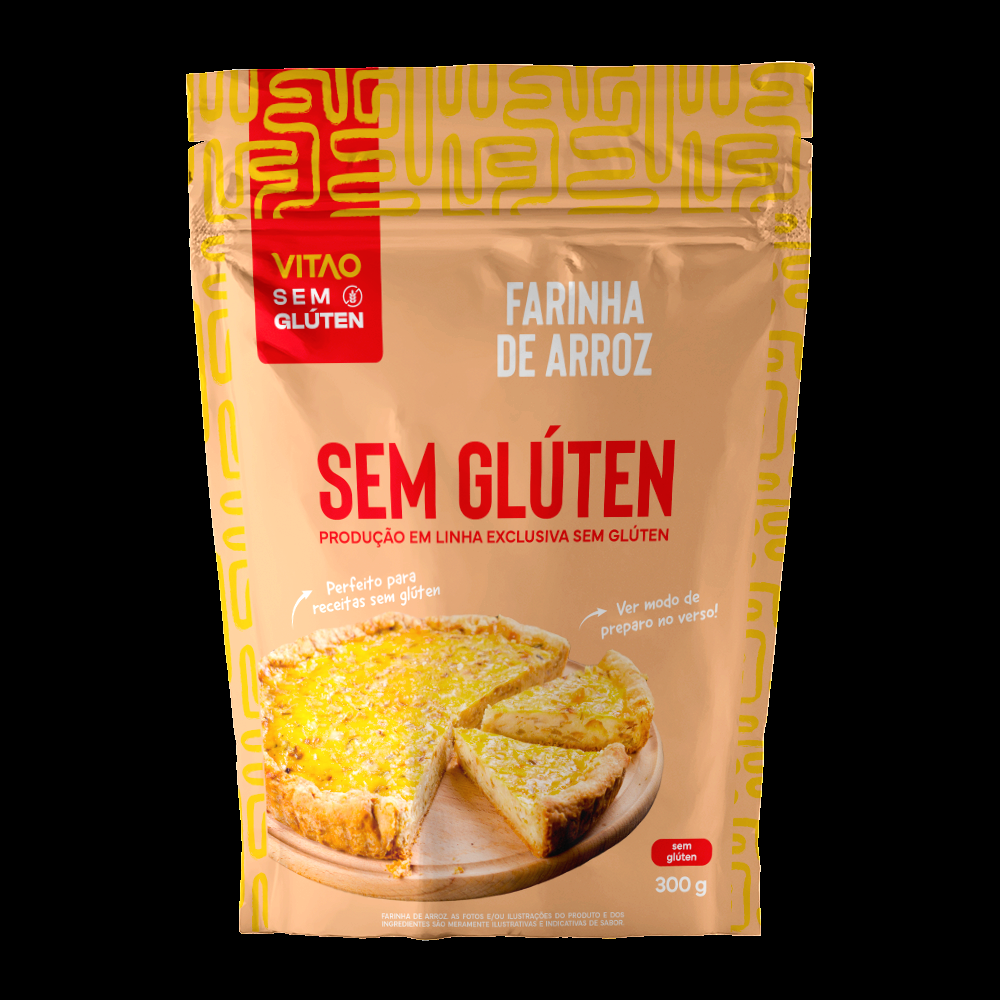 VITAO
SEM
GLÚTEN
FARINHA
DE ARROZ
SEM GLÚTEN
PRODUÇÃO EM LINHA EXCLUSIVA SEM GLÚTEN
Perfeito para
receitas sem glúten
Ver modo de
preparo no verso!
sem
glúten
300 g
FARINHA DE ARROZ. AS FOTOS E/OU ILUSTRAÇÕES DO PRODUTO E DOS
INGREDIENTES SÃO MERAMENTE ILUSTRATIVAS E INDICATIVAS DE SABOR.